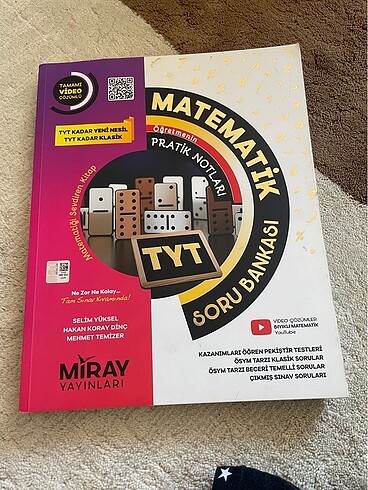 TAMAMI
VİDEO
ÇÖZÜMLÜ
TYT KADAR YENİ NESİL
TYT KADAR KLASİK
MATEMATİK
Öğretmenin
PRATİK NOTLARI
Matematiği Sevdiren Kitap
TYT
SORU BANKASI
Ne Zor Ne Kolay...
Tam Sınav Kıvamında!
SELİM YÜKSEL
HAKAN KORAY DİNÇ
MEHMET TEMİZER
MİRAY
YAYINLARI
VİDEO ÇÖZÜMLER
BIYIKLI MATEMATİK
YouTube
KAZANIMLARI ÖĞREN PEKİŞTİR TESTLERİ
ÖSYM TARZI KLASİK SORULAR
ÖSYM TARZI BECERİ TEMELLİ SORULAR
ÇIKMIŞ SINAV SORULARI